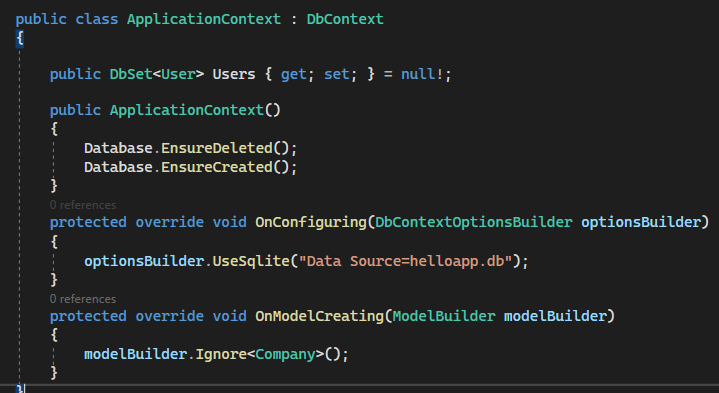 public class ApplicationContext : DbContext
{
public DbSet<User> Users { get; set; } = null!;
public ApplicationContext()
{
Database.EnsureDeleted();
Database.EnsureCreated();
}
0 references
protected override void OnConfiguring(DbContextOptionsBuilder optionsBuilder)
{
optionsBuilder.UseSqlite("Data Source=helloapp.db");
}
0 references
protected override void OnModelCreating(ModelBuilder modelBuilder)
{
modelBuilder.Ignore<Company>();
}
}